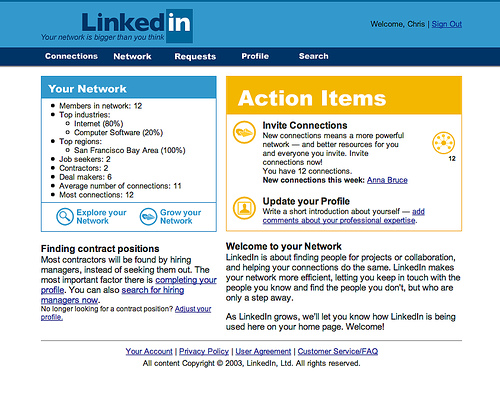 Linked in
Your network is bigger than you think
Welcome, Chris | Sign Out
Connections Network Requests Profile Search
Your Network
Members in network: 12
Top industries:
Internet (80%)
Computer Software (20%)
Top regions:
San Francisco Bay Area (100%)
Job seekers: 2
Contractors: 2
Deal makers: 6
Average number of connections: 11
Most connections: 12
Explore your
Network
Grow your
Network
Action Items
Invite Connections
New connections means a more powerful
network — and better resources for you
and everyone you invite. Invite
connections now!
You have 12 connections.
New connections this week: Anna Bruce
12
Update your Profile
Write a short introduction about yourself — add
comments about your professional expertise.
Finding contract positions
Most contractors will be found by hiring
managers, instead of seeking them out. The
most important factor there is completing your
profile. You can also search for hiring
managers now.
No longer looking for a contract position? Adjust your
profile.
Welcome to your Network
LinkedIn is about finding people for projects or collaboration,
and helping your connections do the same. LinkedIn makes
your network more efficient, letting you keep in touch with the
people you know and find the people you don't, but who are
only a step away.
As LinkedIn grows, we'll let you know how LinkedIn is being
used here on your home page. Welcome!
Your Account | Privacy Policy | User Agreement | Customer Service/FAQ
All content Copyright © 2003, LinkedIn, Ltd. All rights reserved.